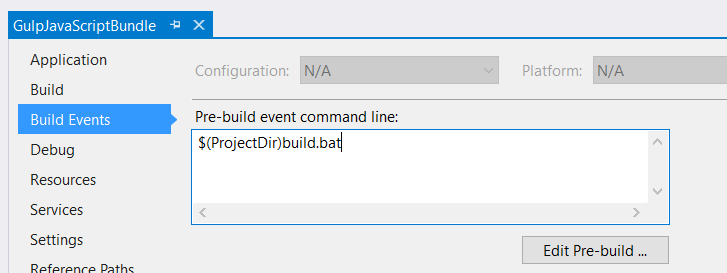 GulpJavaScriptBundle
Application
Configuration: N/A Platform: N/A
Build
Build Events
Pre-build event command line:
Debug
$(ProjectDir)build.bat
Resources
Services
Settings
Edit Pre-build ...
Reference Paths